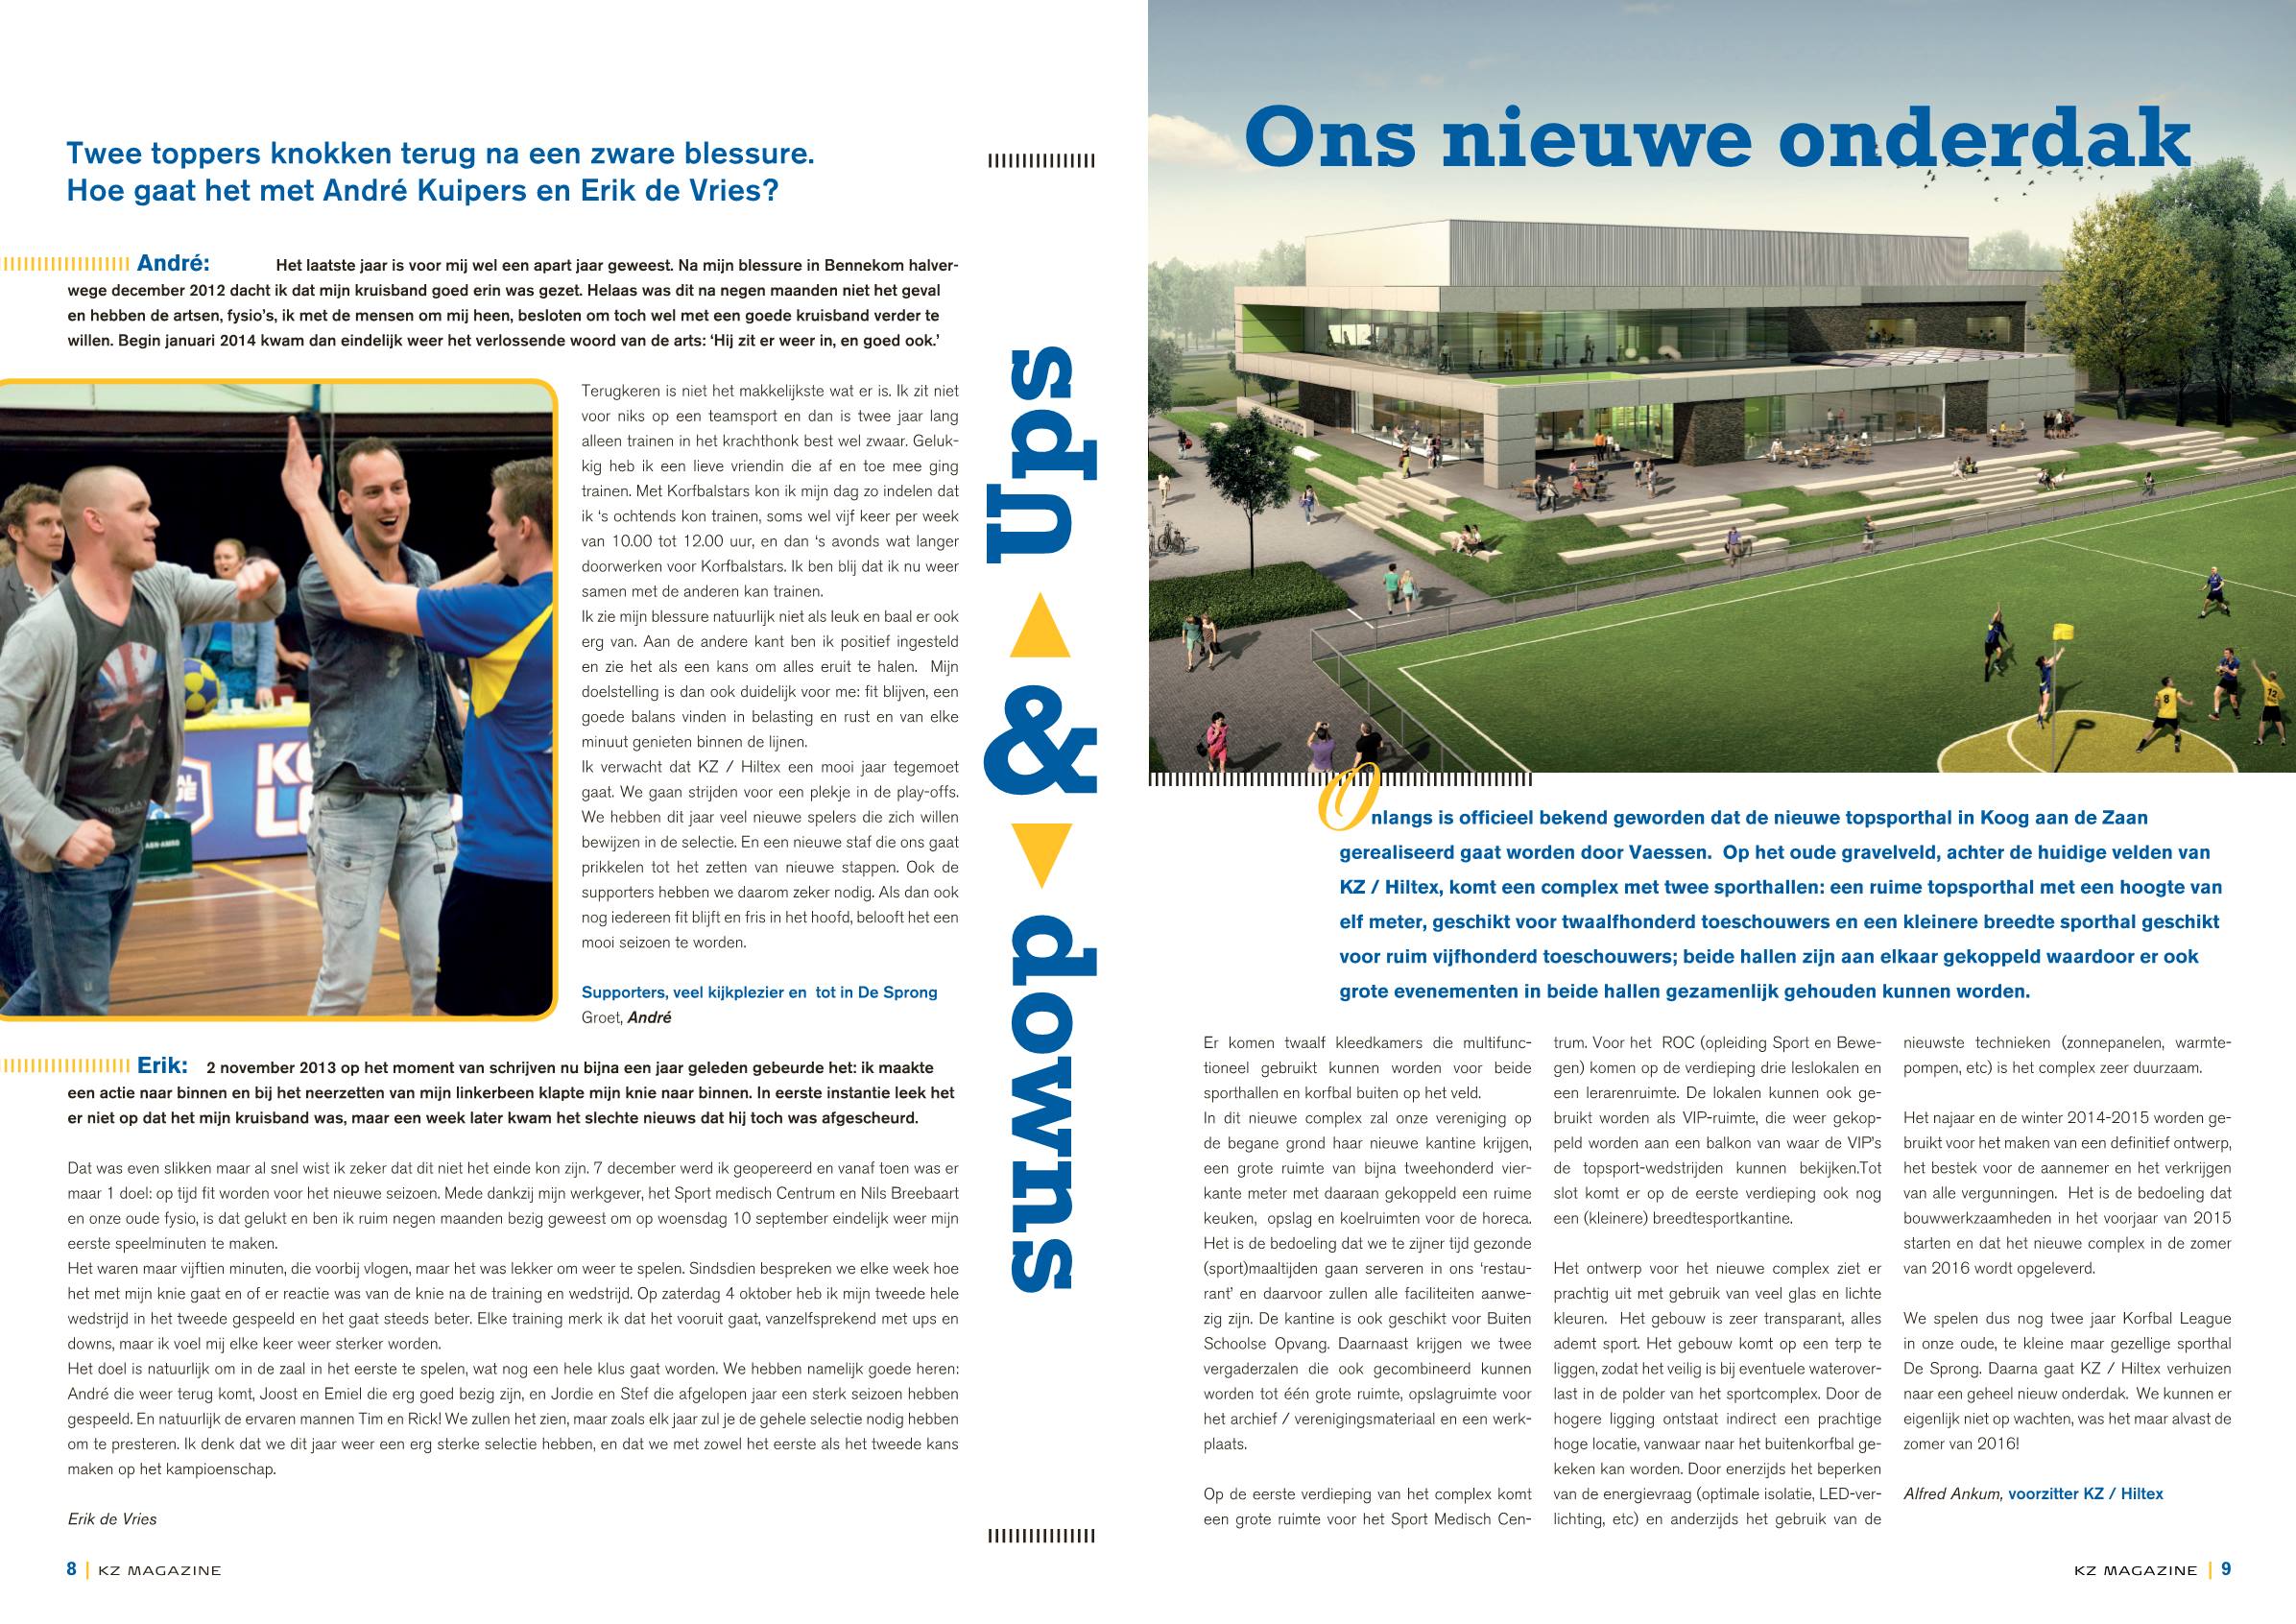 Twee toppers knokken terug na een zware blessure.
Hoe gaat het met André Kuipers en Erik de Vries?
André: Het laatste jaar is voor mij wel een apart jaar geweest. Na mijn blessure in Bennekom halver-
wege december 2012 dacht ik dat mijn kruisband goed erin was gezet. Helaas was dit na negen maanden niet het geval
en hebben de artsen, fysio's, ik met de mensen om mij heen, besloten om toch wel met een goede kruisband verder te
willen. Begin januari 2014 kwam dan eindelijk weer het verlossende woord van de arts: ‘Hij zit er weer in, en goed ook.’
Terugkeren is niet het makkelijkste wat er is. Ik zit niet
voor niks op een teamsport en dan is twee jaar lang
alleen trainen in het krachthonk best wel zwaar. Geluk-
kig heb ik een lieve vriendin die af en toe mee ging
trainen. Met Korfbalstars kon ik mijn dag zo indelen dat
ik ‘s ochtends kon trainen, soms wel vijf keer per week
van 10.00 tot 12.00 uur, en dan ‘s avonds wat langer
doorwerken voor Korfbalstars. Ik ben blij dat ik nu weer
samen met de anderen kan trainen.
Ik zie mijn blessure natuurlijk niet als leuk en baal er ook
erg van. Aan de andere kant ben ik positief ingesteld
en zie het als een kans om alles eruit te halen. Mijn
doelstelling is dan ook duidelijk voor me: fit blijven, een
goede balans vinden in belasting en rust en van elke
minuut genieten binnen de lijnen.
Ik verwacht dat KZ / Hiltex een mooi jaar tegemoet
gaat. We gaan strijden voor een plekje in de play-offs.
We hebben dit jaar veel nieuwe spelers die zich willen
bewijzen in de selectie. En een nieuwe staf die ons gaat
prikkelen tot het zetten van nieuwe stappen. Ook de
supporters hebben we daarom zeker nodig. Als dan ook
nog iedereen fit blijft en fris in het hoofd, belooft het een
mooi seizoen te worden.
Supporters, veel kijkplezier en tot in De Sprong
Groet, André
Erik: 2 november 2013 op het moment van schrijven nu bijna een jaar geleden gebeurde het: ik maakte
een actie naar binnen en bij het neerzetten van mijn linkerbeen klapte mijn knie naar binnen. In eerste instantie leek het
er niet op dat het mijn kruisband was, maar een week later kwam het slechte nieuws dat hij toch was afgescheurd.
Dat was even slikken maar al snel wist ik zeker dat dit niet het einde kon zijn. 7 december werd ik geopereerd en vanaf toen was er
maar 1 doel: op tijd fit worden voor het nieuwe seizoen. Mede dankzij mijn werkgever, het Sport medisch Centrum en Nils Breebaart
en onze oude fysio, is dat gelukt en ben ik ruim negen maanden bezig geweest om op woensdag 10 september eindelijk weer mijn
eerste speelminuten te maken.
Het waren maar vijftien minuten, die voorbij vlogen, maar het was lekker om weer te spelen. Sindsdien bespreken we elke week hoe
het met mijn knie gaat en of er reactie was van de knie na de training en wedstrijd. Op zaterdag 4 oktober heb ik mijn tweede hele
wedstrijd in het tweede gespeeld en het gaat steeds beter. Elke training merk ik dat het vooruit gaat, vanzelfsprekend met ups en
downs, maar ik voel mij elke keer weer sterker worden.
Het doel is natuurlijk om in de zaal in het eerste te spelen, wat nog een hele klus gaat worden. We hebben namelijk goede heren:
André die weer terug komt, Joost en Emiel die erg goed bezig zijn, en Jordie en Stef die afgelopen jaar een sterk seizoen hebben
gespeeld. En natuurlijk de ervaren mannen Tim en Rick! We zullen het zien, maar zoals elk jaar zul je de gehele selectie nodig hebben
om te presteren. Ik denk dat we dit jaar weer een erg sterke selectie hebben, en dat we met zowel het eerste als het tweede kans
maken op het kampioenschap.
Erik de Vries
8 | KZ MAGAZINE
Ups & downs
Ons nieuwe onderdak
8
12
Onlangs is officieel bekend geworden dat de nieuwe topsporthal in Koog aan de Zaan
gerealiseerd gaat worden door Vaessen. Op het oude gravelveld, achter de huidige velden van
KZ / Hiltex, komt een complex met twee sporthallen: een ruime topsporthal met een hoogte van
elf meter, geschikt voor twaalfhonderd toeschouwers en een kleinere breedte sporthal geschikt
voor ruim vijfhonderd toeschouwers; beide hallen zijn aan elkaar gekoppeld waardoor er ook
grote evenementen in beide hallen gezamenlijk gehouden kunnen worden.
Er komen twaalf kleedkamers die multifunc-
tioneel gebruikt kunnen worden voor beide
sporthallen en korfbal buiten op het veld.
In dit nieuwe complex zal onze vereniging op
de begane grond haar nieuwe kantine krijgen,
een grote ruimte van bijna tweehonderd vier-
kante meter met daaraan gekoppeld een ruime
keuken, opslag en koelruimten voor de horeca.
Het is de bedoeling dat we te zijner tijd gezonde
(sport)maaltijden gaan serveren in ons ‘restau-
rant’ en daarvoor zullen alle faciliteiten aanwe-
zig zijn. De kantine is ook geschikt voor Buiten
Schoolse Opvang. Daarnaast krijgen we twee
vergaderzalen die ook gecombineerd kunnen
worden tot één grote ruimte, opslagruimte voor
het archief / verenigingsmateriaal en een werk-
plaats.
Op de eerste verdieping van het complex komt
een grote ruimte voor het Sport Medisch Cen-
trum. Voor het ROC (opleiding Sport en Bewe-
gen) komen op de verdieping drie leslokalen en
een lerarenruimte. De lokalen kunnen ook ge-
bruikt worden als VIP-ruimte, die weer gekop-
peld worden aan een balkon van waar de VIP's
de topsport-wedstrijden kunnen bekijken.Tot
slot komt er op de eerste verdieping ook nog
een (kleinere) breedtesportkantine.
Het ontwerp voor het nieuwe complex ziet er
prachtig uit met gebruik van veel glas en lichte
kleuren. Het gebouw is zeer transparant, alles
ademt sport. Het gebouw komt op een terp te
liggen, zodat het veilig is bij eventuele waterover-
last in de polder van het sportcomplex. Door de
hogere ligging ontstaat indirect een prachtige
hoge locatie, vanwaar naar het buitenkorfbal ge-
keken kan worden. Door enerzijds het beperken
van de energievraag (optimale isolatie, LED-ver-
lichting, etc) en anderzijds het gebruik van de
nieuwste technieken (zonnepanelen, warmte-
pompen, etc) is het complex zeer duurzaam.
Het najaar en de winter 2014-2015 worden ge-
bruikt voor het maken van een definitief ontwerp,
het bestek voor de aannemer en het verkrijgen
van alle vergunningen. Het is de bedoeling dat
bouwwerkzaamheden in het voorjaar van 2015
starten en dat het nieuwe complex in de zomer
van 2016 wordt opgeleverd.
We spelen dus nog twee jaar Korfbal League
in onze oude, te kleine maar gezellige sporthal
De Sprong. Daarna gaat KZ / Hiltex verhuizen
naar een geheel nieuw onderdak. We kunnen er
eigenlijk niet op wachten, was het maar alvast de
zomer van 2016!
Alfred Ankum, voorzitter KZ / Hiltex
KZ MAGAZINE | 9